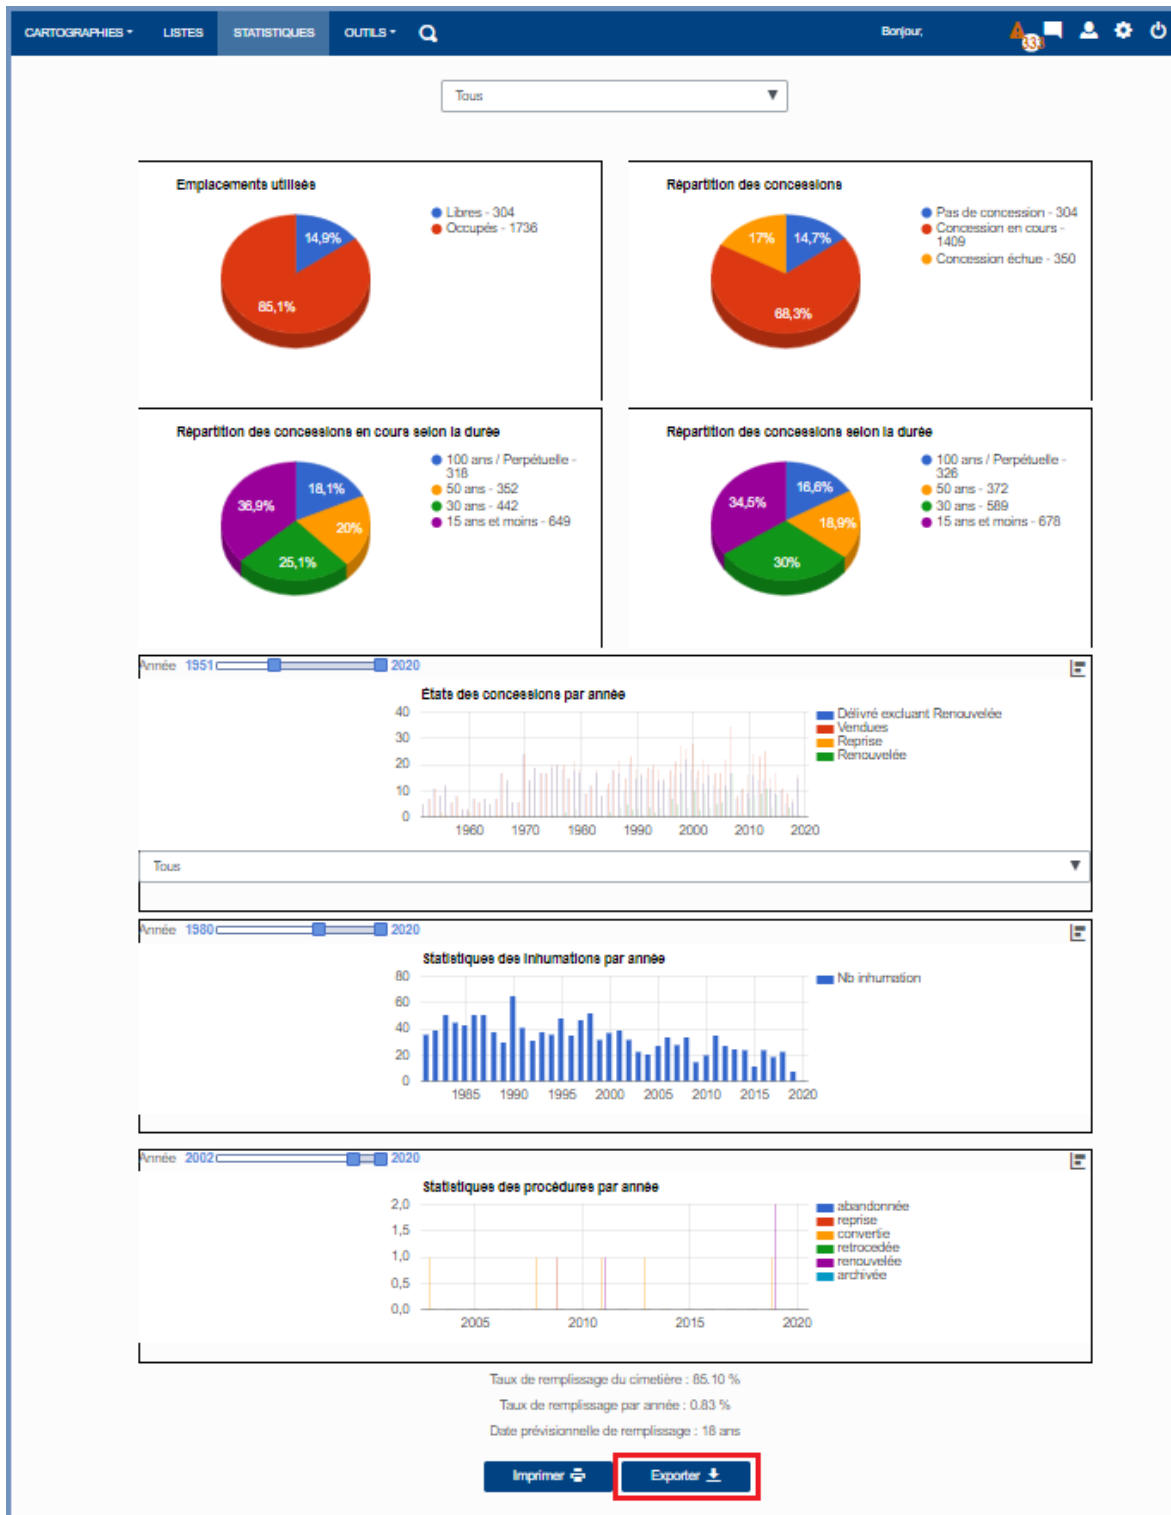 CARTOGRAPHIES LISTES STATISTIQUES OUTILS Bonjour, 333
Tous
Emplacements utilisés
Libres - 304
Occupés - 1736
14,9%
85,1%
Répartition des concessions
Pas de concession - 304
Concession en cours -
1409
Concession échue - 350
17% 14,7%
68,3%
Répartition des concessions en cours selon la durée
100 ans / Perpétuelle -
318
50 ans - 352
30 ans - 442
15 ans et moins - 649
18,1%
36,9%
20%
25,1%
Répartition des concessions selon la durée
100 ans / Perpétuelle -
326
50 ans - 372
30 ans - 589
15 ans et moins - 678
16,6%
34,5%
18,9%
30%
Année 1951 2020
États des concessions par année
40
30
20
10
0
1960 1970 1980 1990 2000 2010 2020
Délivré excluant Renouvelée
Vendues
Reprise
Renouvelée
Tous
Année 1980 2020
Statistiques des inhumations par année
80
60
40
20
0
1985 1990 1995 2000 2005 2010 2015 2020
Nb inhumation
Année 2002 2020
Statistiques des procédures par année
2,0
1,5
1,0
0,5
0,0
2005 2010 2015 2020
abandonnée
reprise
convertie
retrocedée
renouvelée
archivée
Taux de remplissage du cimetière : 85.10 %
Taux de remplissage par année : 0.83 %
Date prévisionnelle de remplissage : 18 ans
Imprimer Exporter